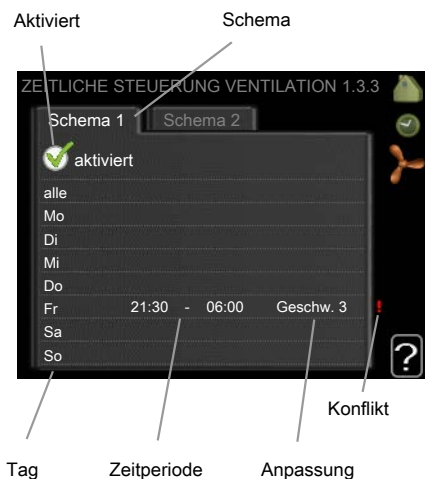 Aktiviert Schema
ZEITLICHE STEUERUNG VENTILATION 1.3.3
Schema 1 Schema 2
aktiviert
alle
Mo
Di
Mi
Do
Fr 21:30 - 06:00 Geschw. 3 !
Sa
So
?
Konflikt
Tag Zeitperiode Anpassung